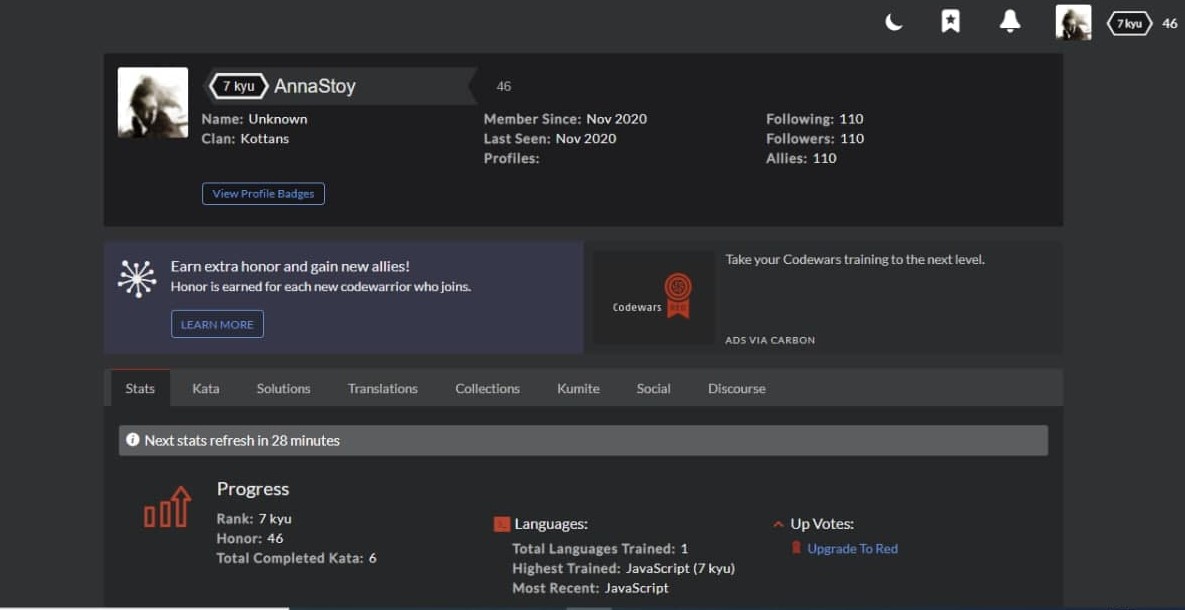 7 kyu 46
7 kyu AnnaStoy 46
Name: Unknown
Clan: Kottans
Member Since: Nov 2020
Last Seen: Nov 2020
Profiles:
Following: 110
Followers: 110
Allies: 110
View Profile Badges
Earn extra honor and gain new allies!
Honor is earned for each new codewarrior who joins.
LEARN MORE
Codewars
RED
Take your Codewars training to the next level.
ADS VIA CARBON
Stats Kata Solutions Translations Collections Kumite Social Discourse
Next stats refresh in 28 minutes
Progress
Rank: 7 kyu
Honor: 46
Total Completed Kata: 6
Languages:
Total Languages Trained: 1
Highest Trained: JavaScript (7 kyu)
Most Recent: JavaScript
Up Votes:
Upgrade To Red